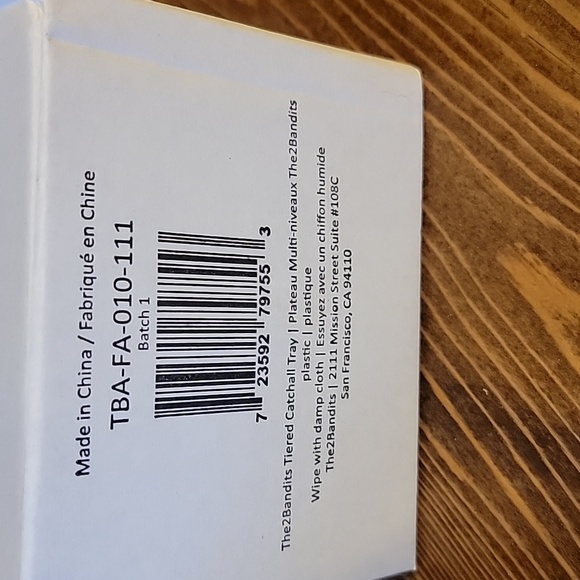 Made in China / Fabriqué en Chine
TBA-FA-010-111
Batch 1
7 23592 79755 3
The2Bandits Tiered Catchall Tray | Plateau Multi-niveaux The2Bandits
plastic | plastique
Wipe with damp cloth | Essuyez avec un chiffon humide
The2Bandits | 2111 Mission Street Suite #108C
San Francisco, CA 94110